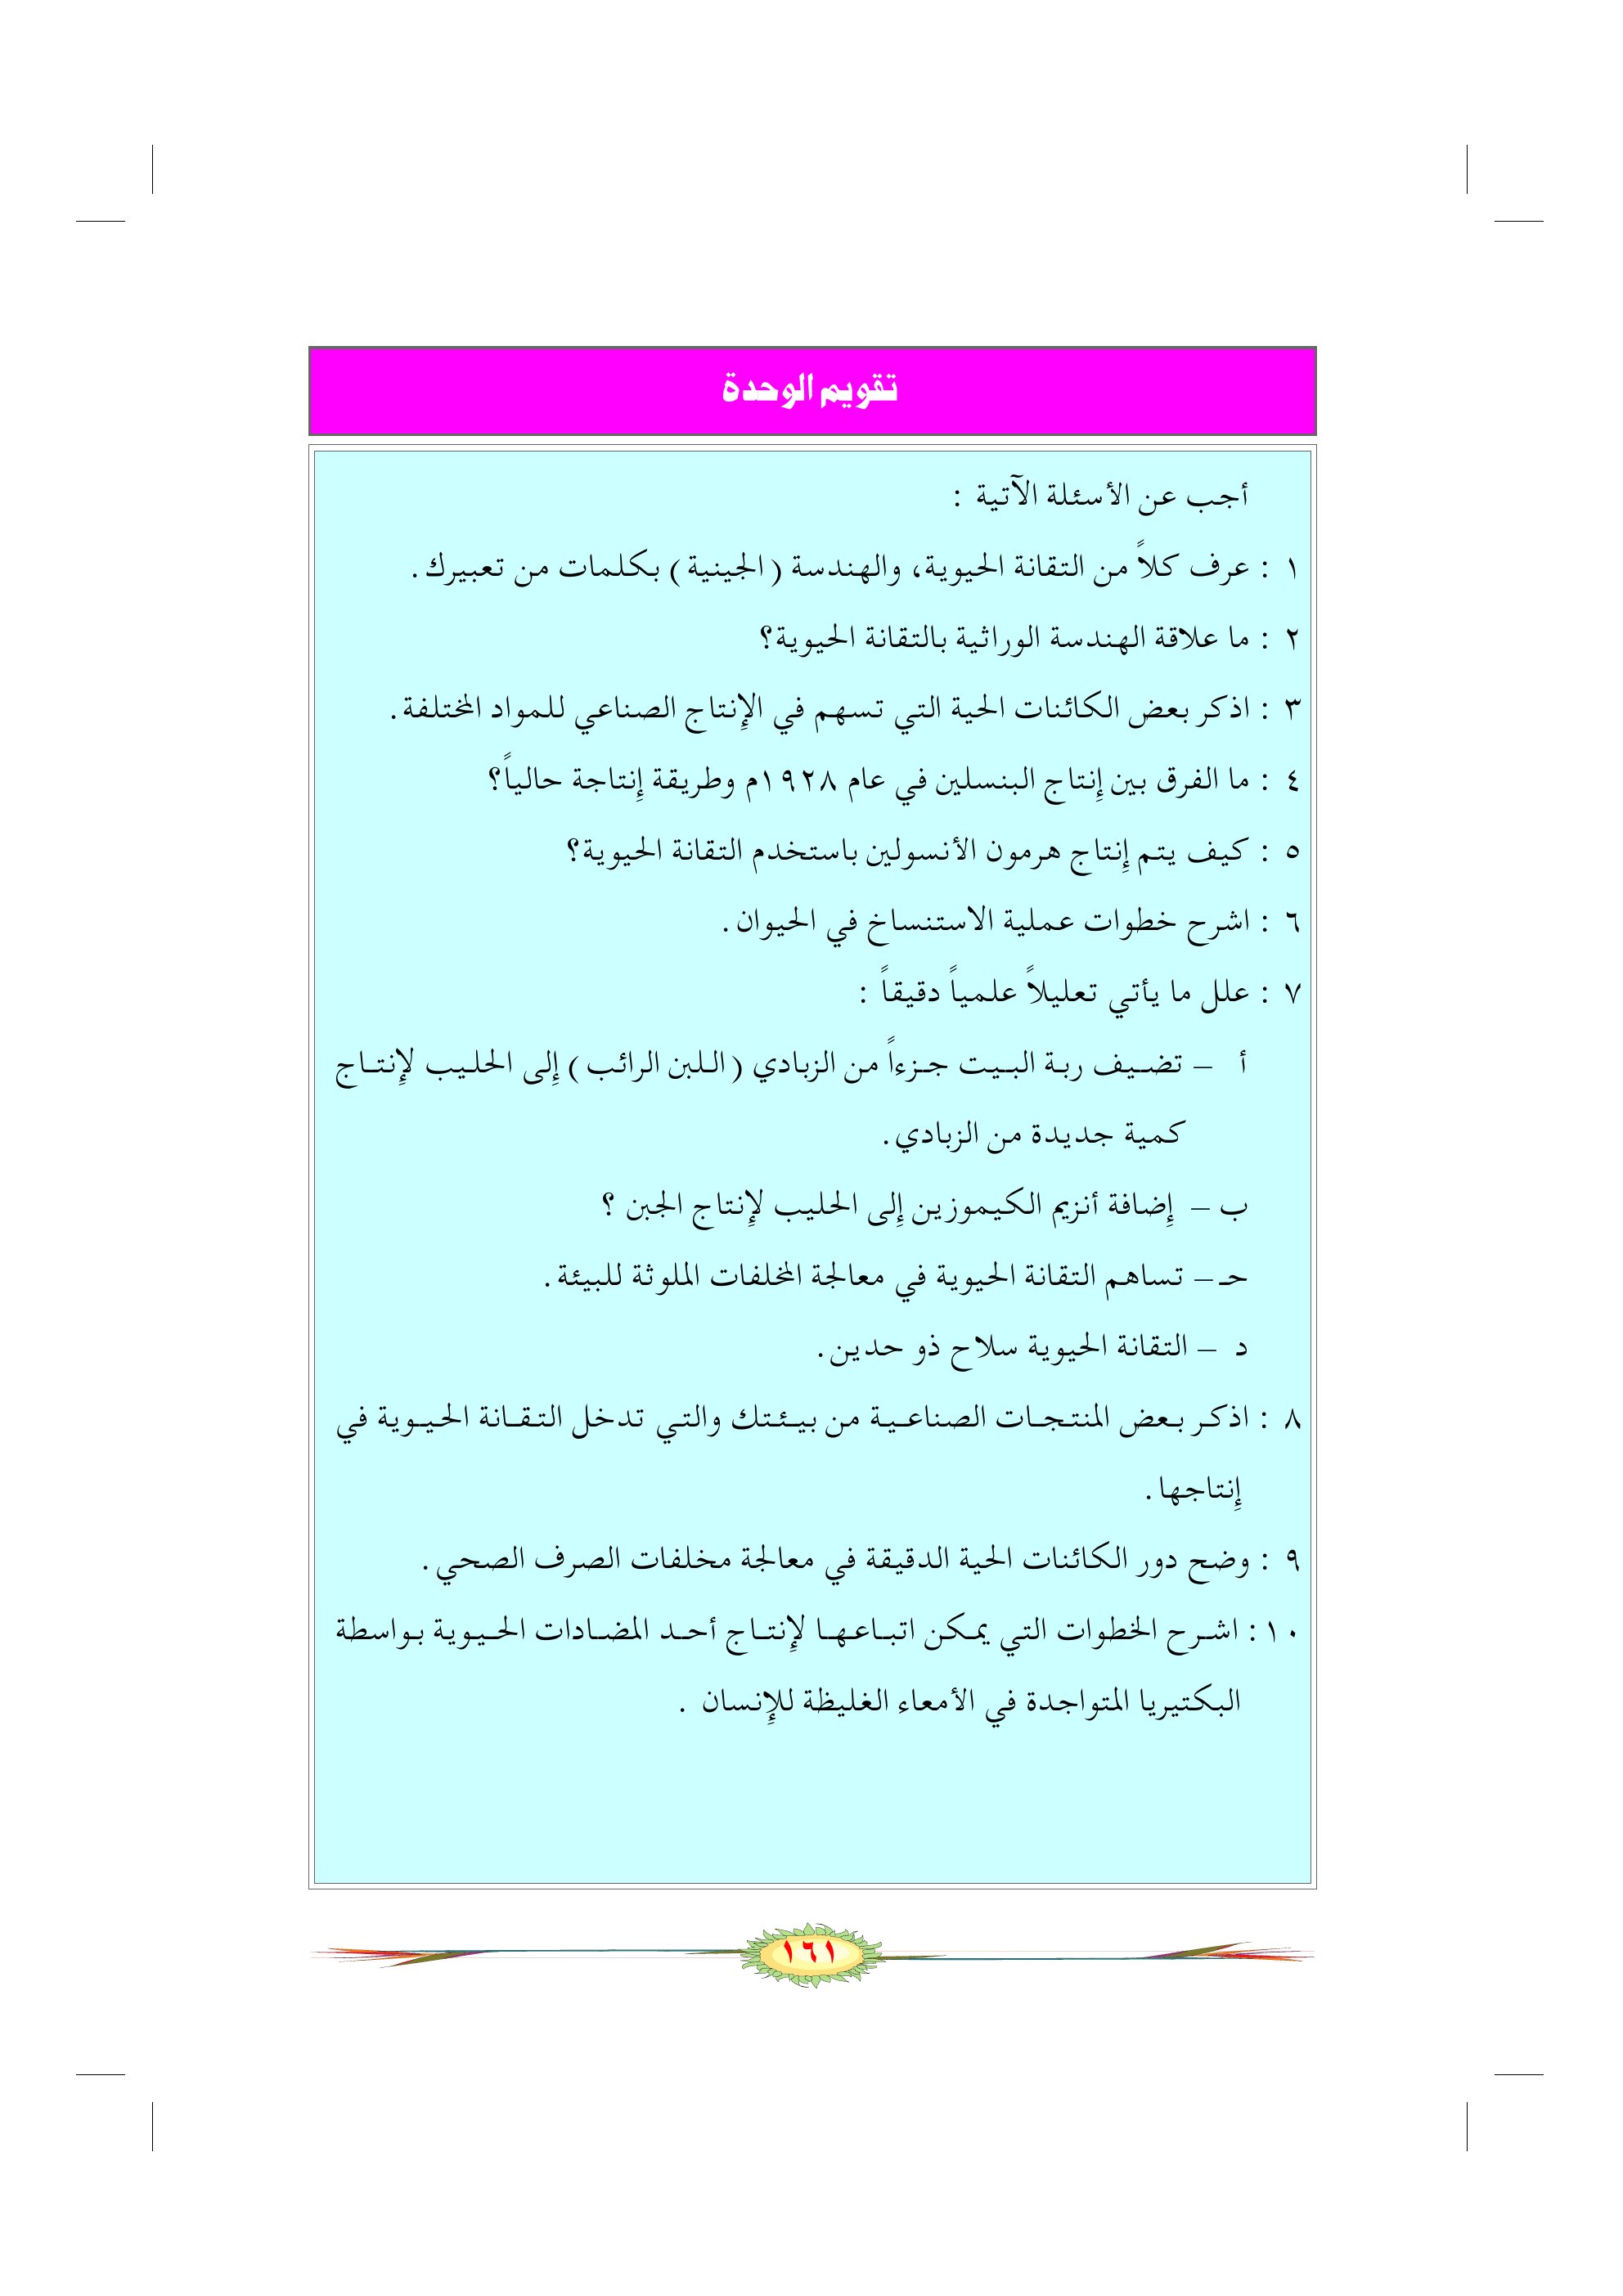 تقويم الوحدة
أجب عن الأسئلة الآتية :
١ : عرف كلاً من التقانة الحيوية، والهندسة (الجينية) بكلمات من تعبيرك.
٢ : ما علاقة الهندسة الوراثية بالتقانة الحيوية؟
٣ : اذكر بعض الكائنات الحية التي تسهم في الإنتاج الصناعي للمواد المختلفة.
٤ : ما الفرق بين إنتاج البنسلين في عام ١٩٢٨م وطريقة إنتاجة حالياً؟
٥ : كيف يتم إنتاج هرمون الأنسولين باستخدم التقانة الحيوية؟
٦ : اشرح خطوات عملية الاستنساخ في الحيوان.
٧ : علل ما يأتي تعليلاً علمياً دقيقاً :
أ – تضيف ربة البيت جزءاً من الزبادي (اللبن الرائب) إلى الحليب لإنتاج
كمية جديدة من الزبادي.
ب – إضافة أنزيم الكيموزين إلى الحليب لإنتاج الجبن ؟
حـ – تساهم التقانة الحيوية في معالجة المخلفات الملوثة للبيئة.
د – التقانة الحيوية سلاح ذو حدين.
٨ : اذكر بعض المنتجات الصناعية من بيئتك والتي تدخل التقانة الحيوية في
إنتاجها.
٩ : وضح دور الكائنات الحية الدقيقة في معالجة مخلفات الصرف الصحي.
١٠ : اشرح الخطوات التي يمكن اتباعها لإنتاج أحد المضادات الحيوية بواسطة
البكتيريا المتواجدة في الأمعاء الغليظة للإنسان .
١٦١